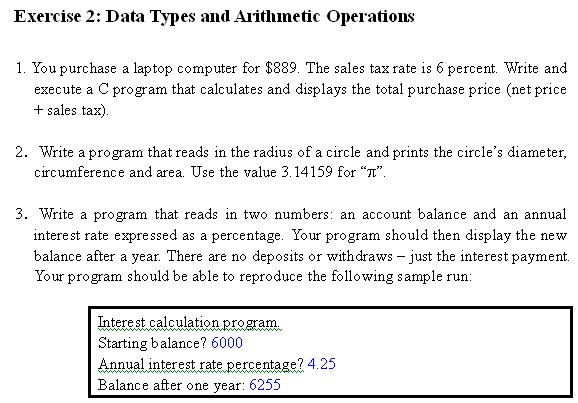 Exercise 2: Data Types and Arithmetic Operations
1. You purchase a laptop computer for $889. The sales tax rate is 6 percent. Write and
execute a C program that calculates and displays the total purchase price (net price
+ sales tax).
2. Write a program that reads in the radius of a circle and prints the circle's diameter,
circumference and area. Use the value 3.14159 for “π”.
3. Write a program that reads in two numbers: an account balance and an annual
interest rate expressed as a percentage. Your program should then display the new
balance after a year. There are no deposits or withdraws – just the interest payment.
Your program should be able to reproduce the following sample run:
Interest calculation program.
Starting balance? 6000
Annual interest rate percentage? 4.25
Balance after one year: 6255